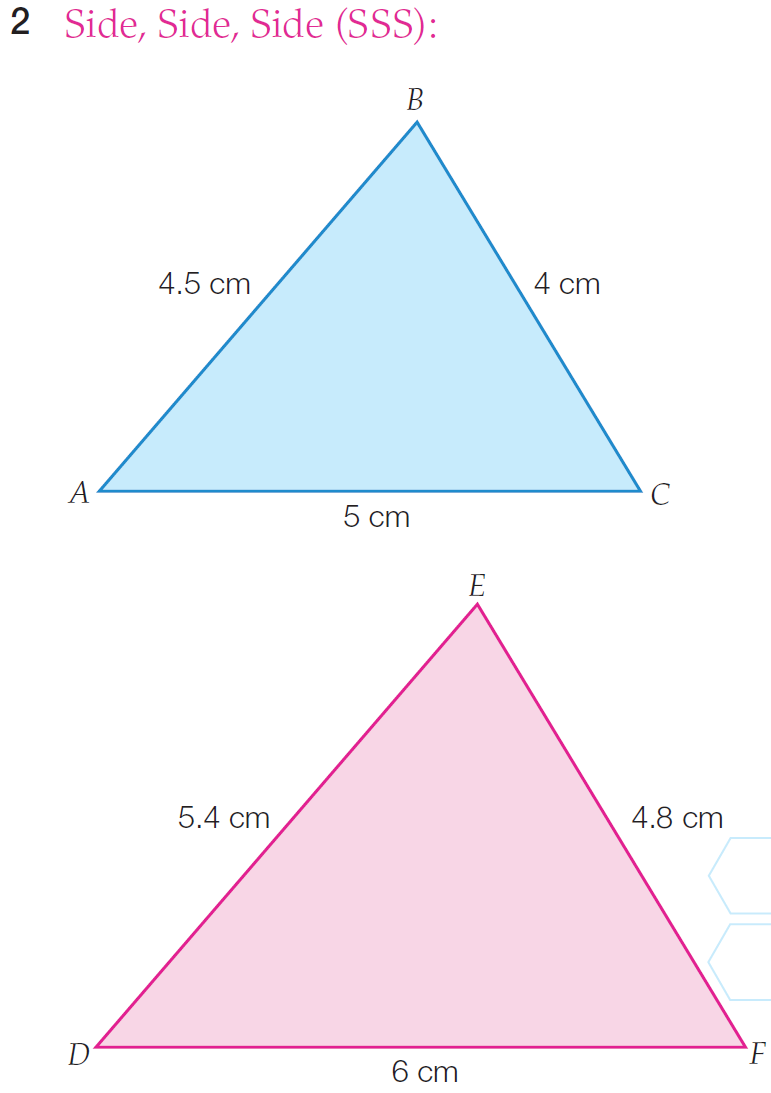 2 Side, Side, Side (SSS):
B
4.5 cm
4 cm
A
C
5 cm
E
5.4 cm
4.8 cm
D
F
6 cm